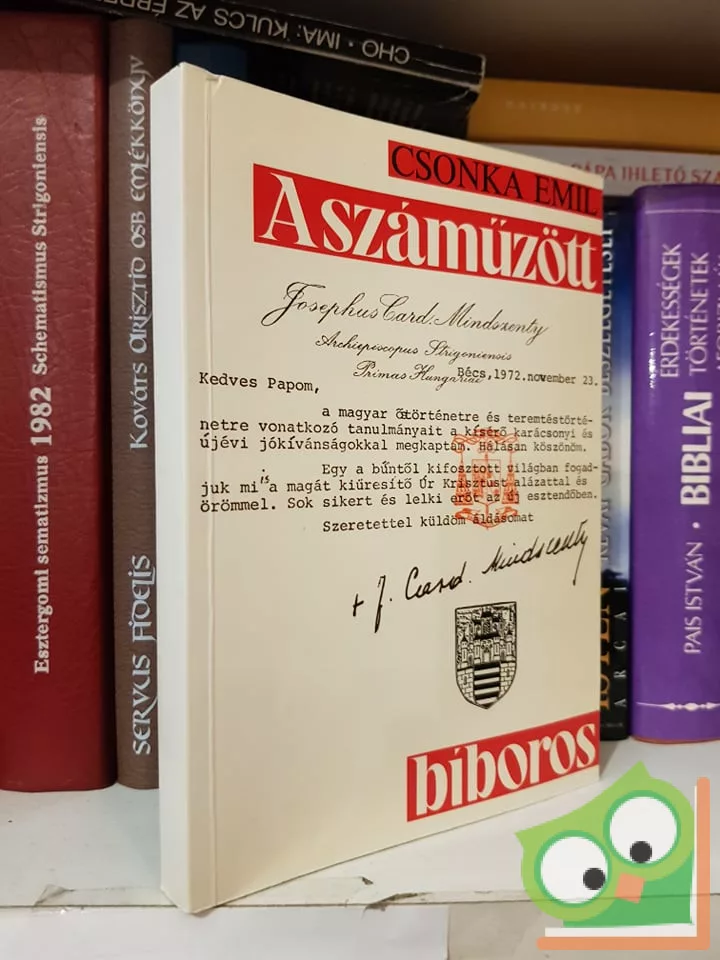 CHO · IMA: KULCS AZ
Esztergomi sematizmus 1982 Schematismus Strigoniensis
SERVUS FIDELIS Kováts Arisztid OSB emlékkönyv
CSONKA EMIL
A száműzött
Josephus Card. Mindszenty
Archiepiscopus Strigoniensis
Primas Hungariae
Bécs, 1972. november 23.
Kedves Papom,
a magyar őstörténetre és teremtéstörté-
netre vonatkozó tanulmányait a kísérő karácsonyi és
újévi jókívánságokkal megkaptam. Hálásan köszönöm.
Egy a bűntől kifosztott világban fogad-
juk mi is a magát kiüresítő Úr Krisztust alázattal és
örömmel. Sok sikert és lelki erőt az új esztendőben.
Szeretettel küldöm áldásomat
+ J. Card. Mindszenty
bíboros
PÁPA IHLETŐ
ARCAI
PAIS ISTVÁN · BIBLIAI
ÉRDEKESSÉGEK
TÖRTÉNETEK